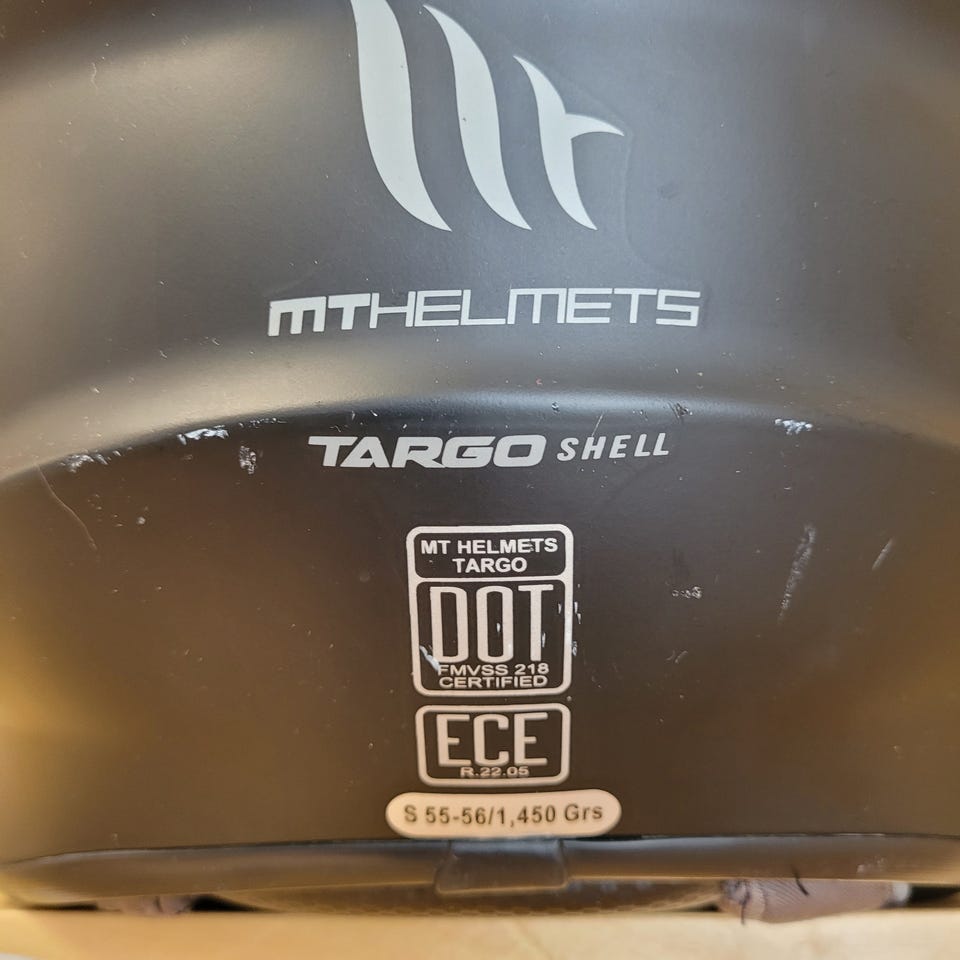 MTHELMETS
TARGO SHELL
MT HELMETS
TARGO
DOT
FMVSS 218
CERTIFIED
ECE
R.22.05
S 55-56/1,450 Grs